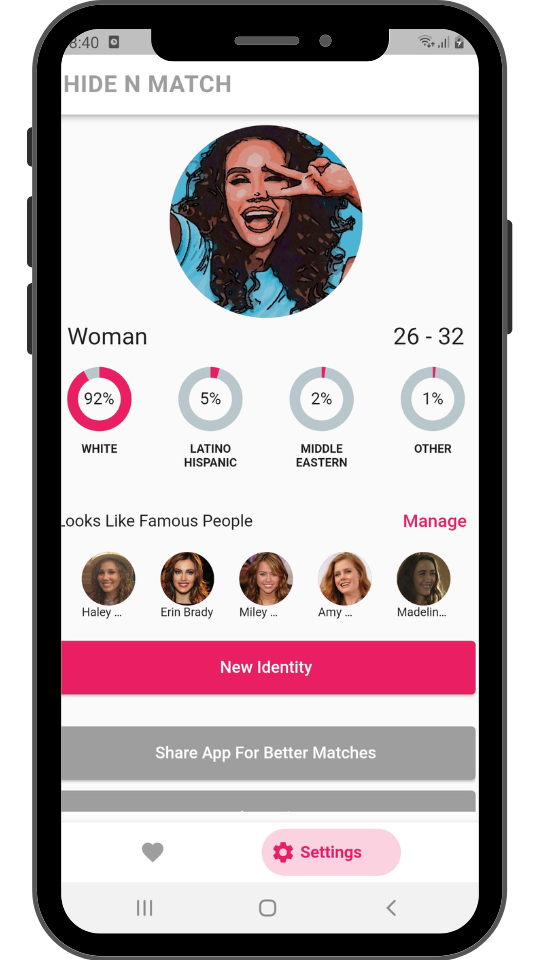 8:40
HIDE N MATCH
Woman
26 - 32
92%
5%
2%
1%
WHITE
LATINO
HISPANIC
MIDDLE
EASTERN
OTHER
Looks Like Famous People
Manage
Haley ...
Erin Brady
Miley ...
Amy ...
Madelin...
New Identity
Share App For Better Matches
Settings